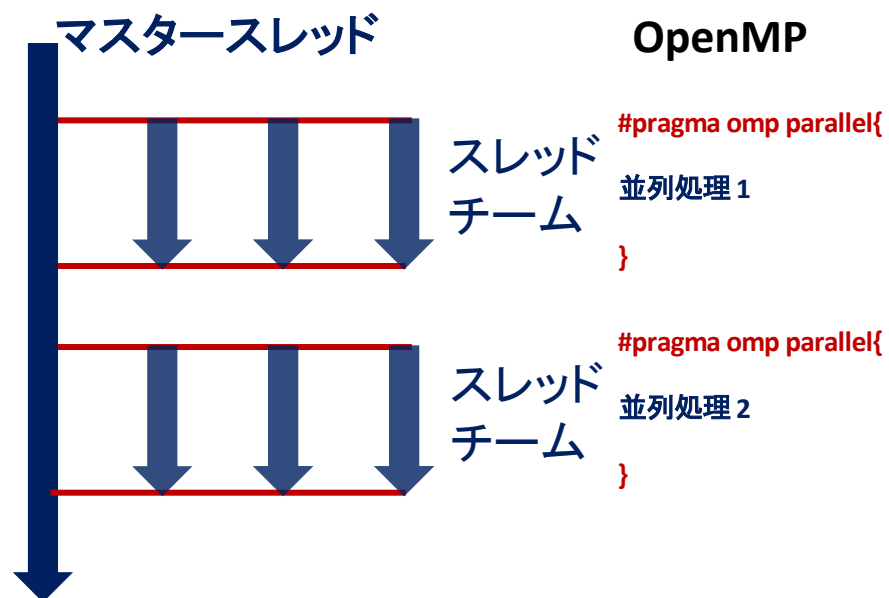 マスタースレッド
OpenMP
スレッド
チーム
#pragma omp parallel{
並列処理1
}
スレッド
チーム
#pragma omp parallel{
並列処理2
}